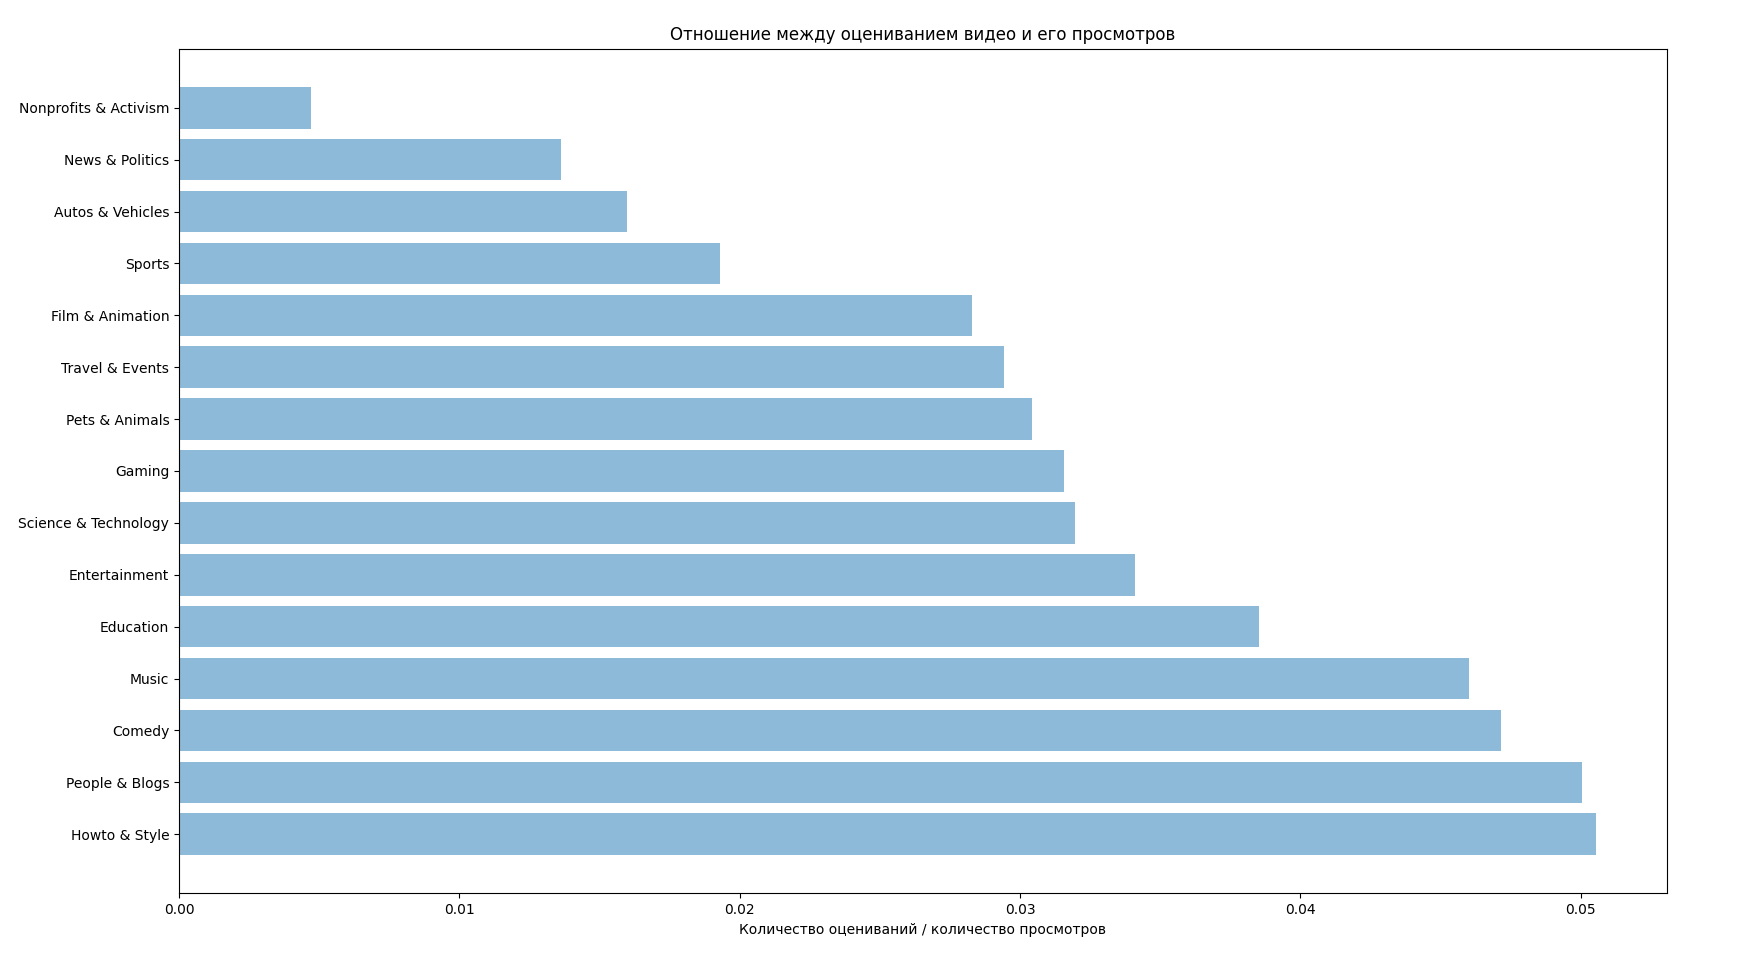 Отношение между оцениванием видео и его просмотров
Nonprofits & Activism
News & Politics
Autos & Vehicles
Sports
Film & Animation
Travel & Events
Pets & Animals
Gaming
Science & Technology
Entertainment
Education
Music
Comedy
People & Blogs
Howto & Style
0.00 0.01 0.02 0.03 0.04 0.05
Количество оцениваний / количество просмотров